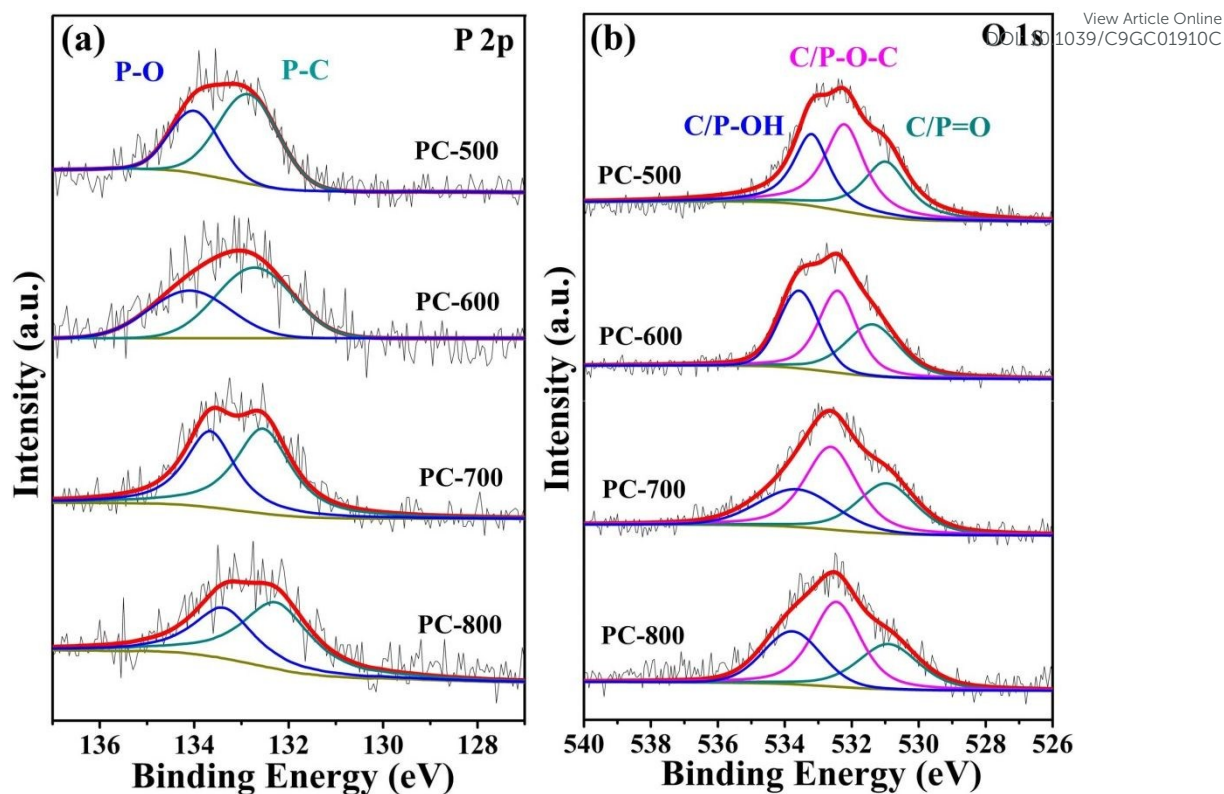 View Article Online
DOI: 10.1039/C9GC01910C
(a)
P 2p
P-O
P-C
PC-500
PC-600
PC-700
PC-800
136
134
132
130
128
Binding Energy (eV)
Intensity (a.u.)
(b)
O 1s
C/P-O-C
C/P-OH
C/P=O
PC-500
PC-600
PC-700
PC-800
540
538
536
534
532
530
528
526
Binding Energy (eV)
Intensity (a.u.)